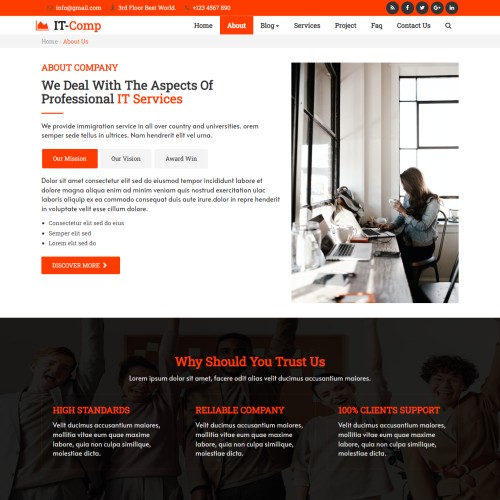 info@gmail.com 3rd Floor Best World. +123 4567 890
IT-Comp Home About Blog Services Project Faq Contact Us
Home / About Us
ABOUT COMPANY
We Deal With The Aspects Of
Professional IT Services
We provide immigration service in all over country and universities. orem
semper sede tellus in ultrices. Nam hendrerit elit vel urna.
Our Mission Our Vision Award Win
Dolor sit amet consectetur elit sed do eiusmod tempor incididunt labore et
dolore magna aliqua enim ad minim veniam quis nostrud exercitation ulac
laboris aliquip ex ea commodo consequat duis aute irure.dolor in repre henderit
in voluptate velit esse cillum dolore.
Consectetur elit sed do eius
Semper elit sed
Lorem elit sed do
DISCOVER MORE
Why Should You Trust Us
Lorem ipsum dolor sit amet, facere odit alias velit ducimus accusantium maiores.
HIGH STANDARDS
Velit ducimus accusantium maiores,
mollitia vitae eum quae maxime
labore, quia non culpa similique,
molestiae dicta.
RELIABLE COMPANY
Velit ducimus accusantium maiores,
mollitia vitae eum quae maxime
labore, quia non culpa similique,
molestiae dicta.
100% CLIENTS SUPPORT
Velit ducimus accusantium maiores,
mollitia vitae eum quae maxime
labore, quia non culpa similique,
molestiae dicta.